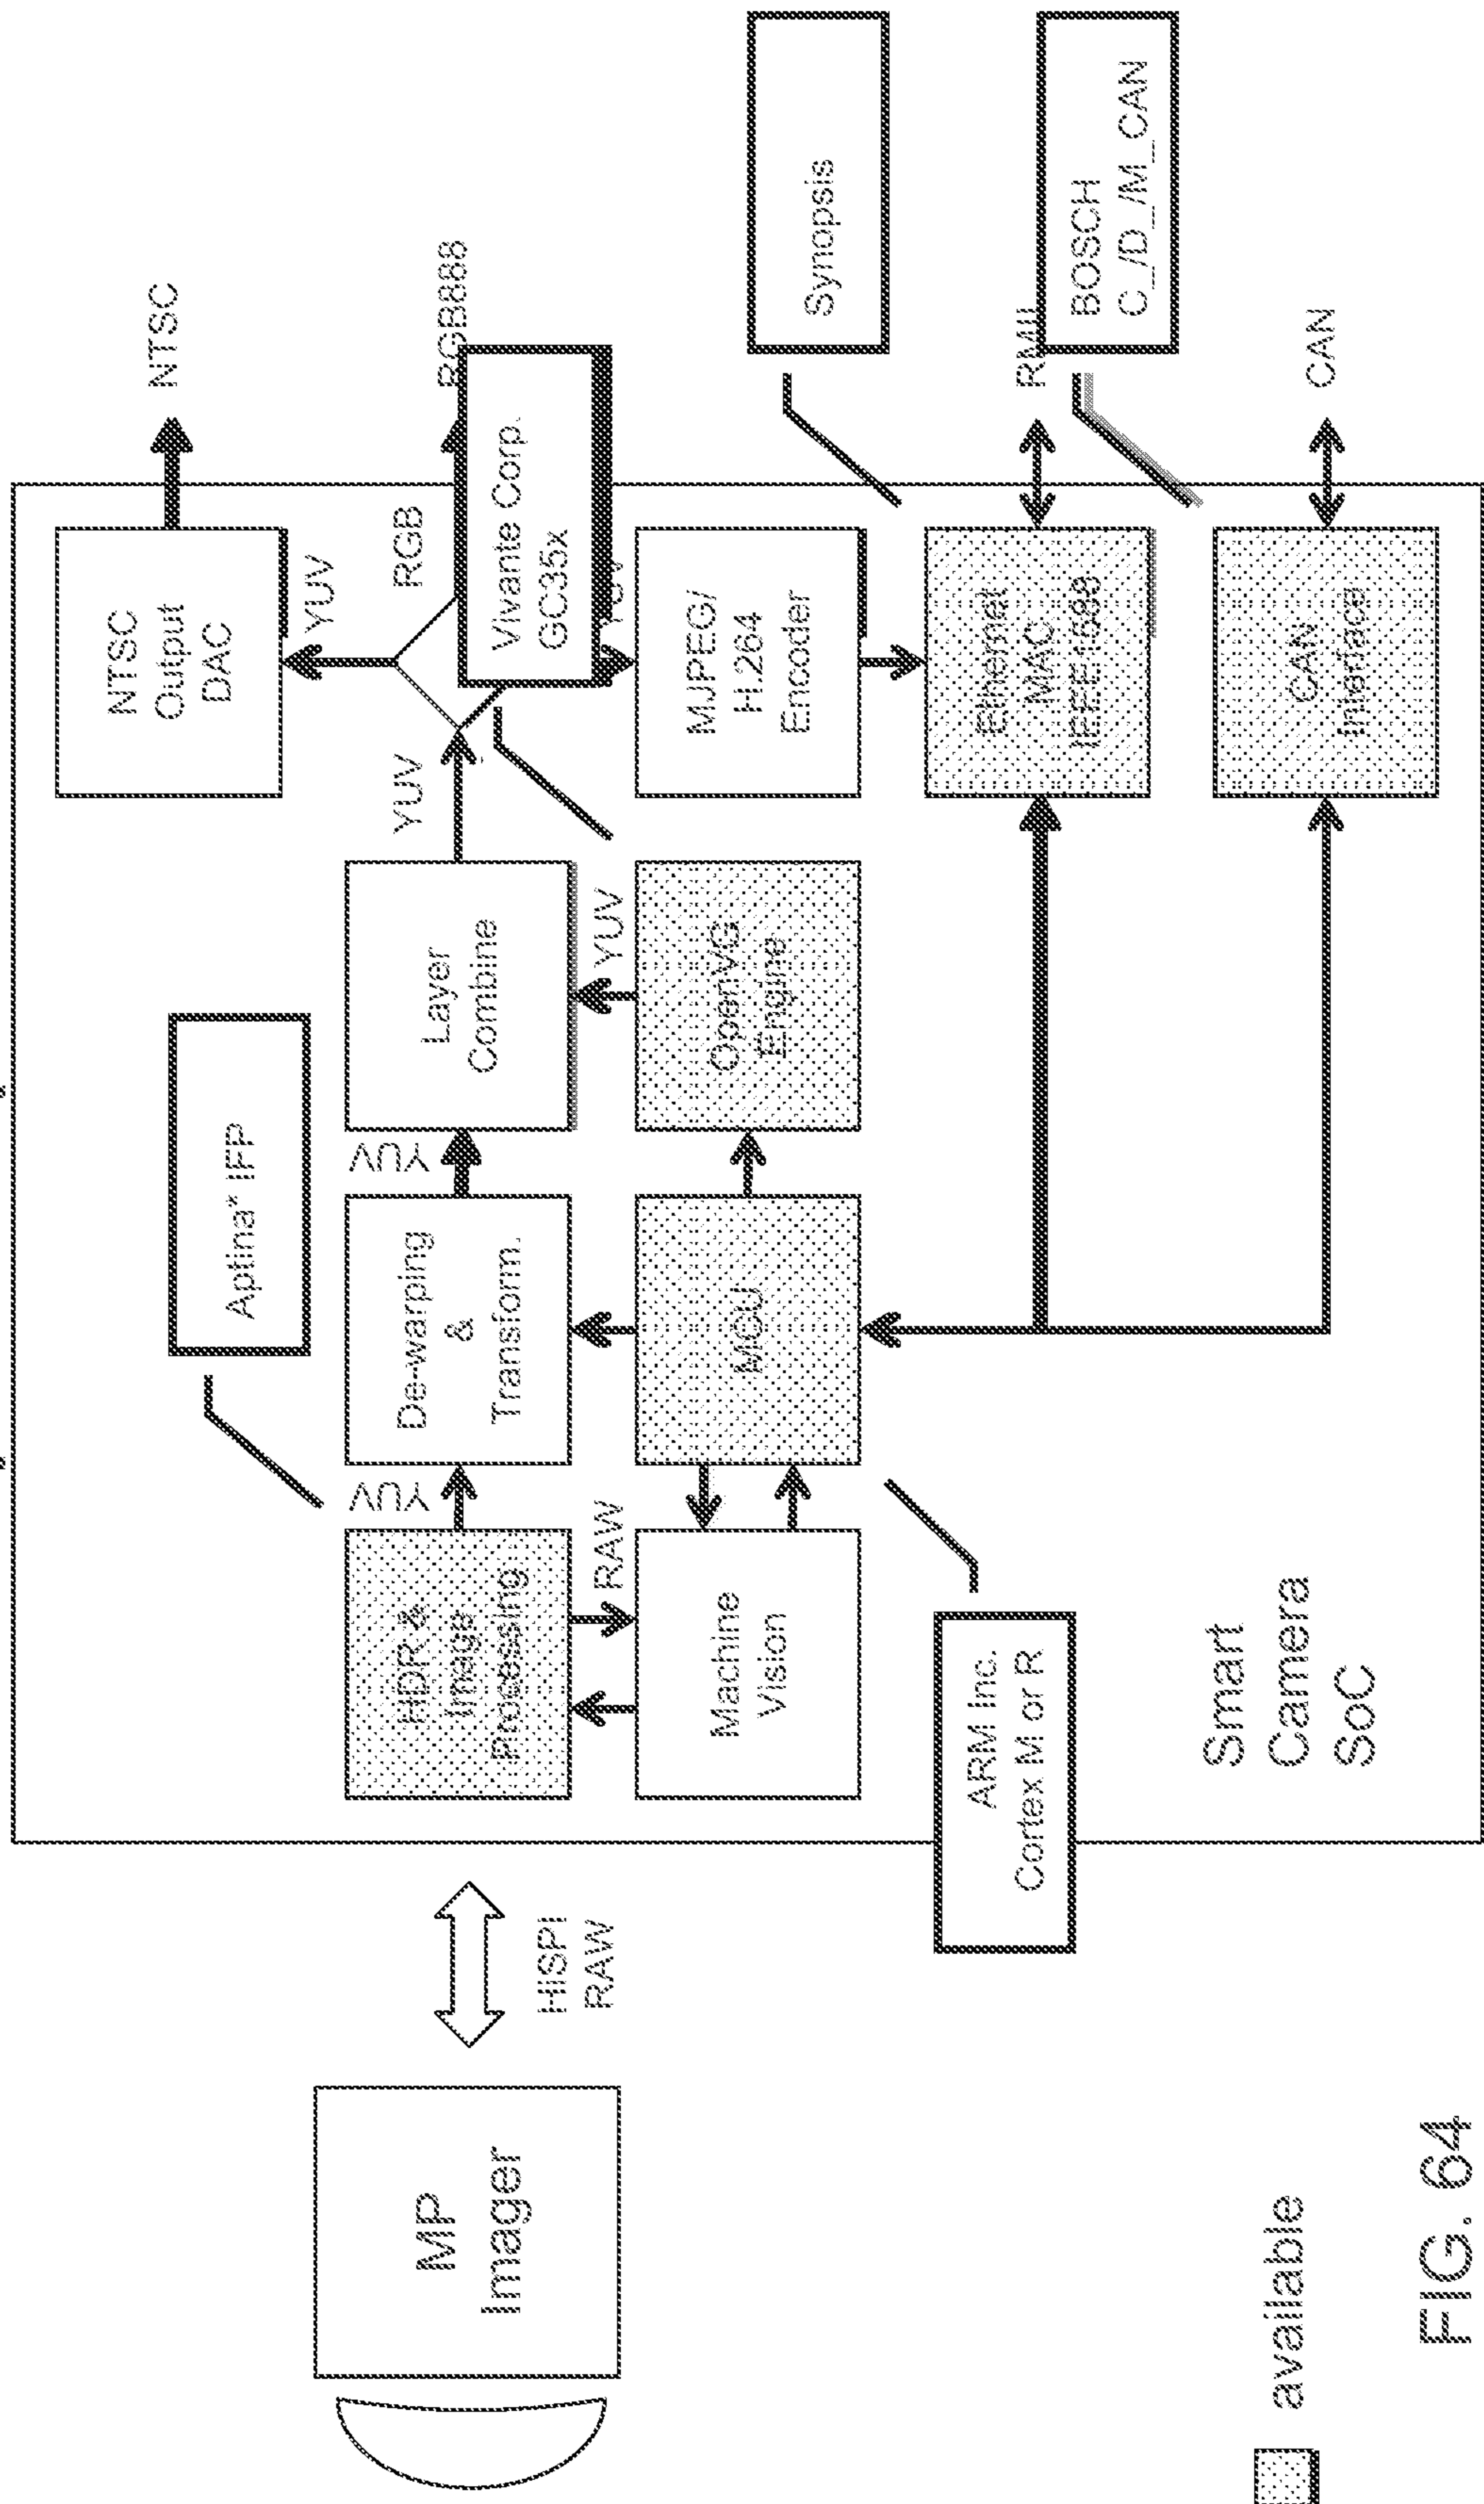 NTSC
RGB888
Synopsis
RMII
BOSCH
C_/D_/M_CAN
CAN
NTSC
Output
DAC
YUV
RGB
Vivante Corp.
GC35x
YUV
MJPEG/
H.264
Encoder
Ethernet
MAC
IEEE1588
CAN
Interface
YUV
Layer
Combine
YUV
OpenVG
Engine
Aptina* IFP
YUV
De-warping
&
Transform.
MCU
YUV
HDR &
Image
Processing
RAW
Machine
Vision
ARM Inc.
Cortex M or R
Smart
Camera
SoC
HISPI
RAW
MP
Imager
available
FIG. 64